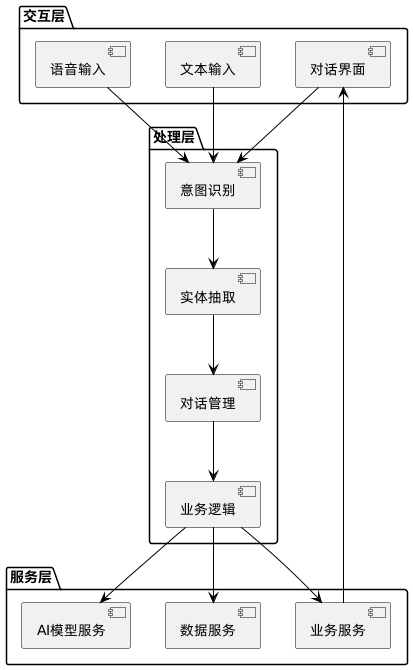 交互层
语音输入
文本输入
对话界面
处理层
意图识别
实体抽取
对话管理
业务逻辑
服务层
AI模型服务
数据服务
业务服务